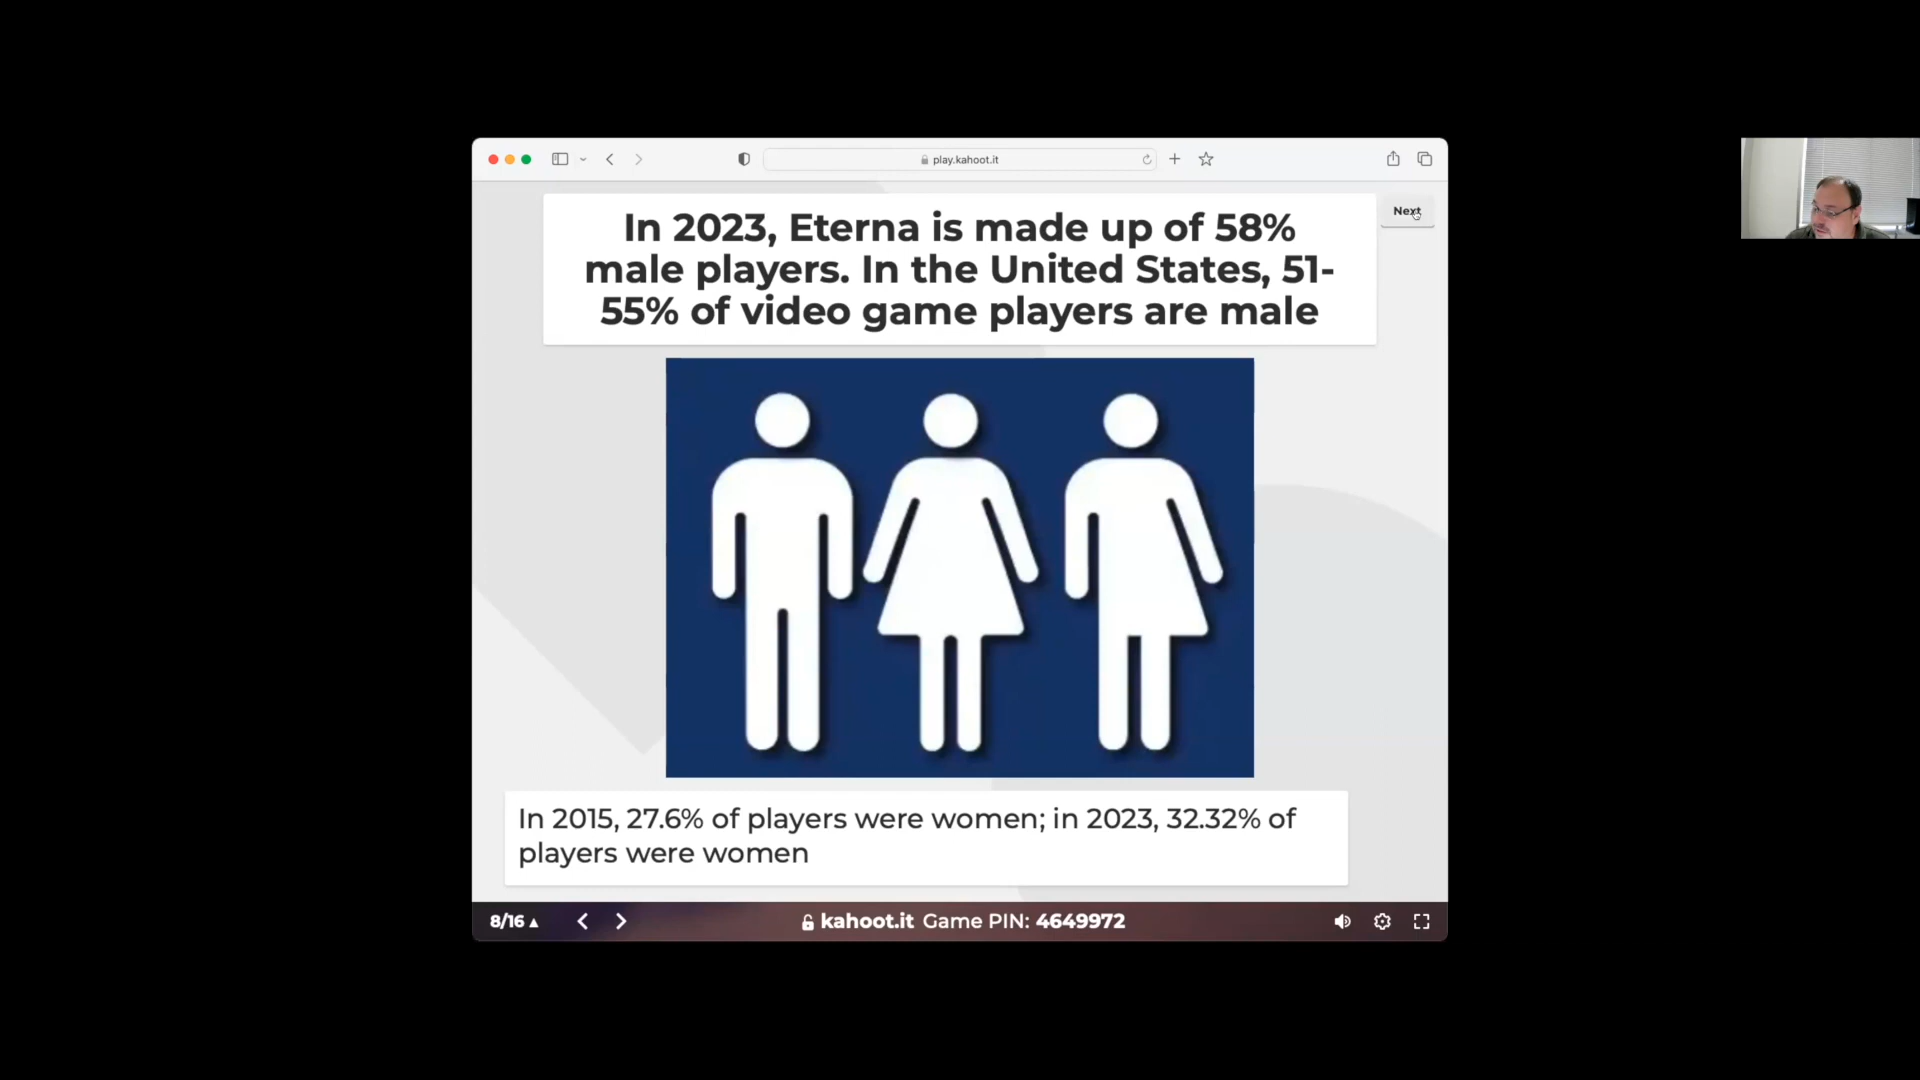 play.kahoot.it
In 2023, Eterna is made up of 58%
male players. In the United States, 51-
55% of video game players are male
Next
In 2015, 27.6% of players were women; in 2023, 32.32% of
players were women
8/16
kahoot.it Game PIN: 4649972